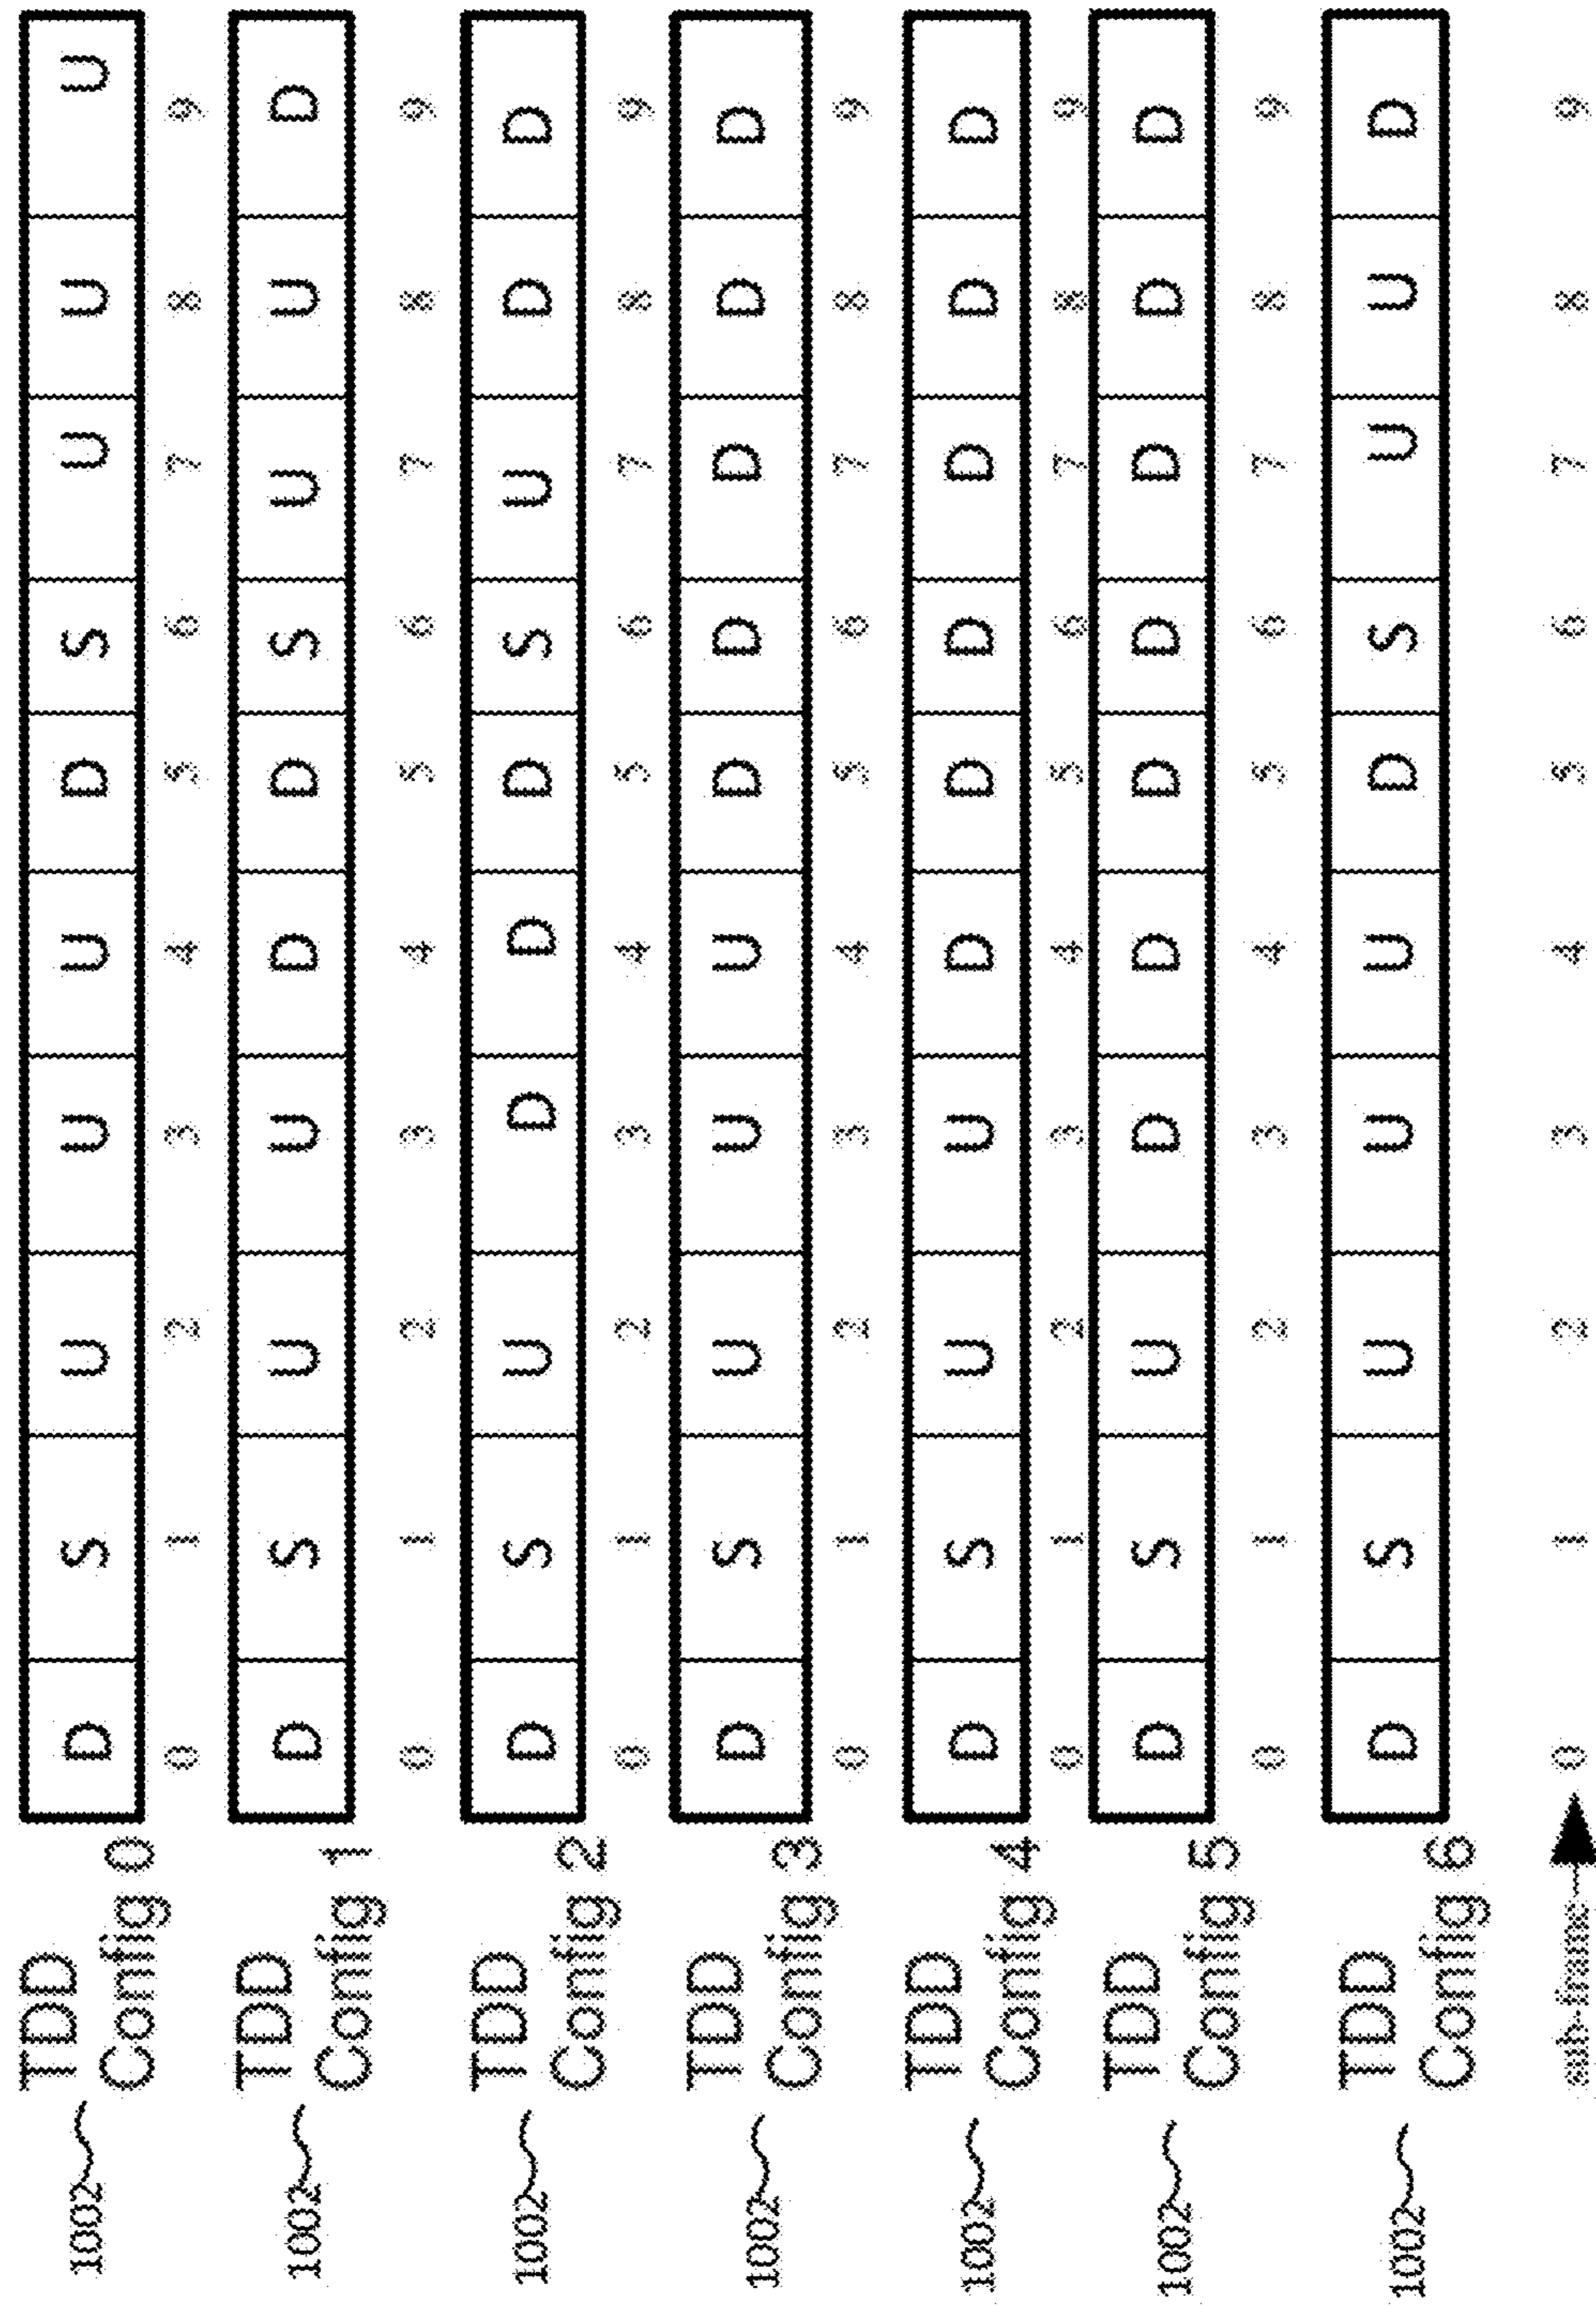 1002 TDD Config 0 D S U U U D S U U U
0 1 2 3 4 5 6 7 8 9
1002 TDD Config 1 D S U U D D S U U D
0 1 2 3 4 5 6 7 8 9
1002 TDD Config 2 D S U D D D S U D D
0 1 2 3 4 5 6 7 8 9
1002 TDD Config 3 D S U U U D D D D D
0 1 2 3 4 5 6 7 8 9
1002 TDD Config 4 D S U U D D D D D D
0 1 2 3 4 5 6 7 8 9
1002 TDD Config 5 D S U D D D D D D D
0 1 2 3 4 5 6 7 8 9
1002 TDD Config 6 D S U U U D S U U D
sub-frame 0 1 2 3 4 5 6 7 8 9